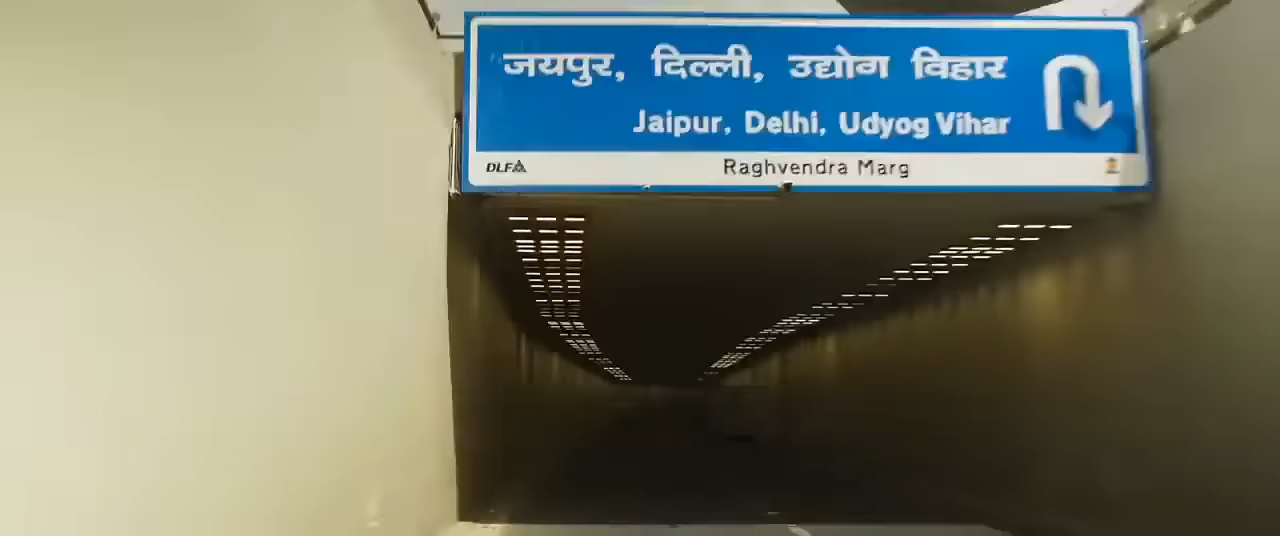 जयपुर, दिल्ली, उद्योग विहार
Jaipur, Delhi, Udyog Vihar
DLF
Raghvendra Marg